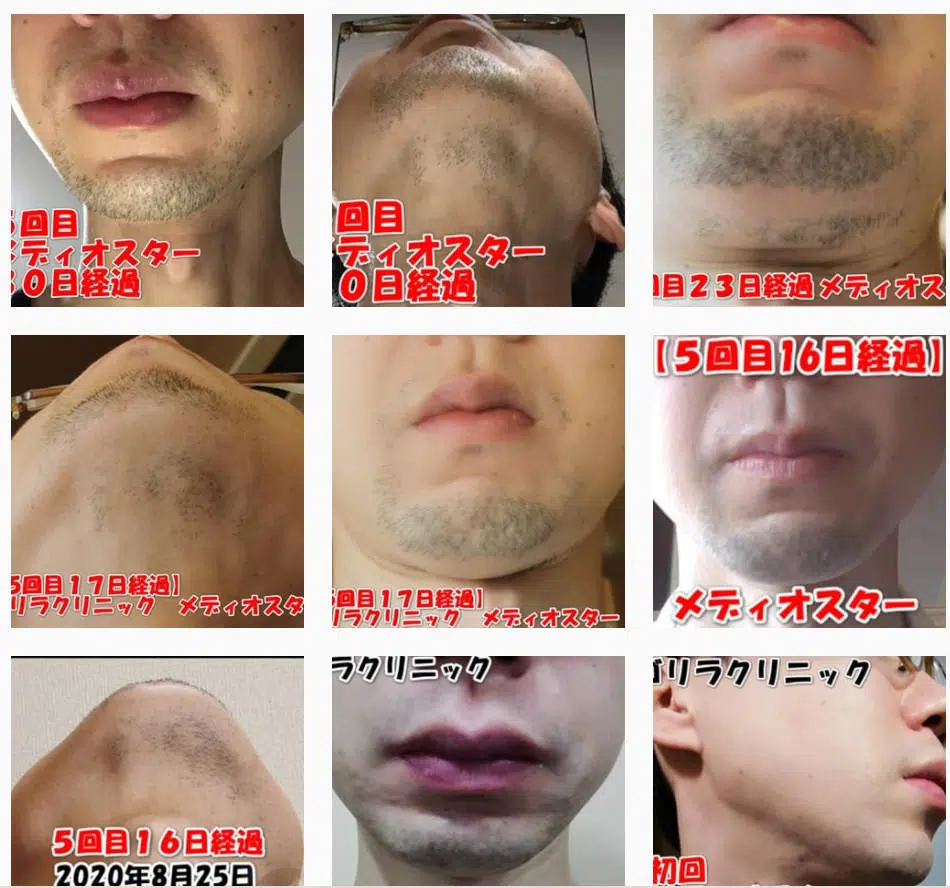 回目
メディオスター
０日経過
回目
ディオスター
０日経過
回目２３日経過 メディオス
5回目１７日経過】
リラクリニック　メディオスタ
5回目１７日経過】
リラクリニック　メディオスター
【５回目16日経過】
メディオスター
５回目１６日経過
2020年8月25日
ラクリニック
ゴリラクリニック
初回